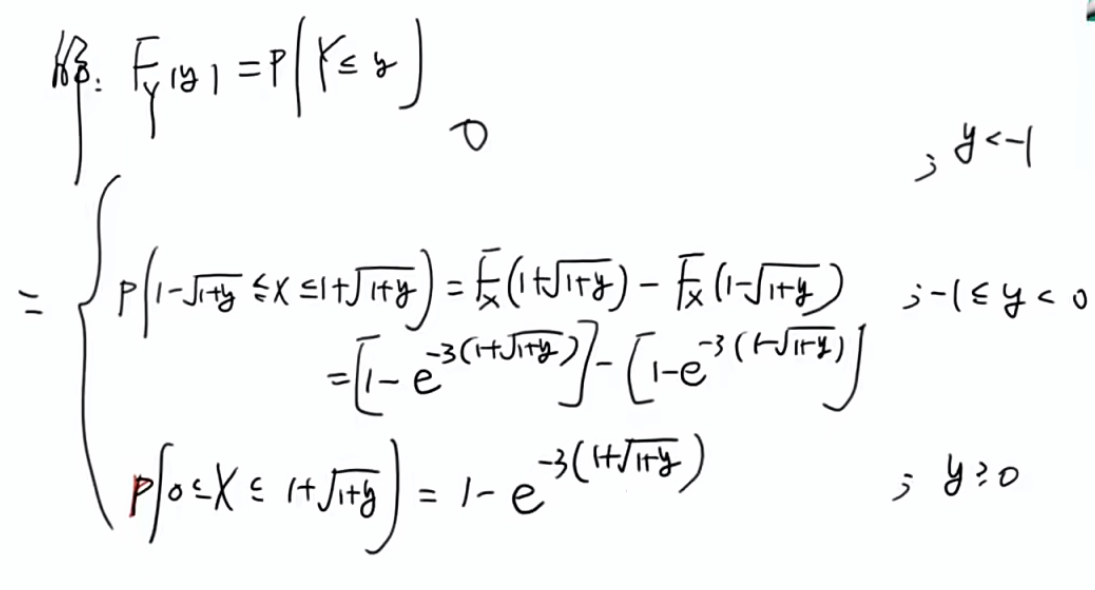 解: F_Y(y) = P(Y ≤ y)
0 ; y < -1
= { P(1-√(1+y) ≤ X ≤ 1+√(1+y)) = F_X(1+√(1+y)) - F_X(1-√(1+y)) ; -1 ≤ y < 0
= [1 - e^{-3(1+√(1+y))}] - [1 - e^{-3(1-√(1+y))}]
P(0 ≤ X ≤ 1+√(1+y)) = 1 - e^{-3(1+√(1+y))} ; y ≥ 0